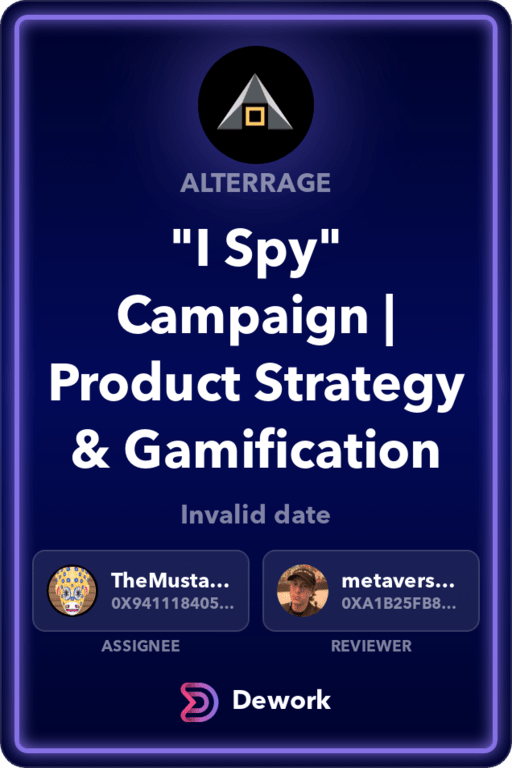 ALTERRAGE
"I Spy"
Campaign |
Product Strategy
& Gamification
Invalid date
TheMusta...
0X941118405...
ASSIGNEE
metavers...
0XA1B25FB8...
REVIEWER
Dework